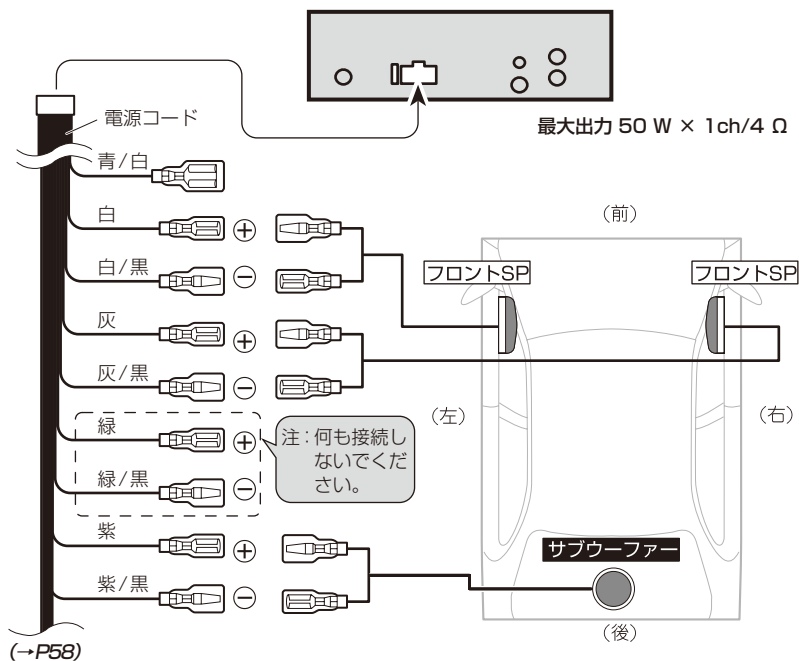 電源コード
最大出力 50 W × 1ch/4 Ω
青/白
白
⊕
(前)
白/黒
⊖
フロントSP
フロントSP
灰
⊕
灰/黒
⊖
(左)
(右)
緑
⊕
注:何も接続し
ないでくだ
さい。
緑/黒
⊖
紫
⊕
サブウーファー
紫/黒
⊖
(後)
(→P58)